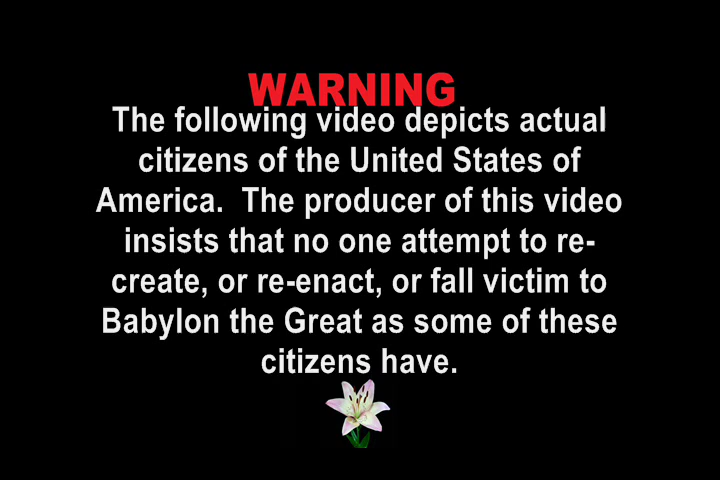 WARNING
The following video depicts actual
citizens of the United States of
America.  The producer of this video
insists that no one attempt to re-
create, or re-enact, or fall victim to
Babylon the Great as some of these
citizens have.